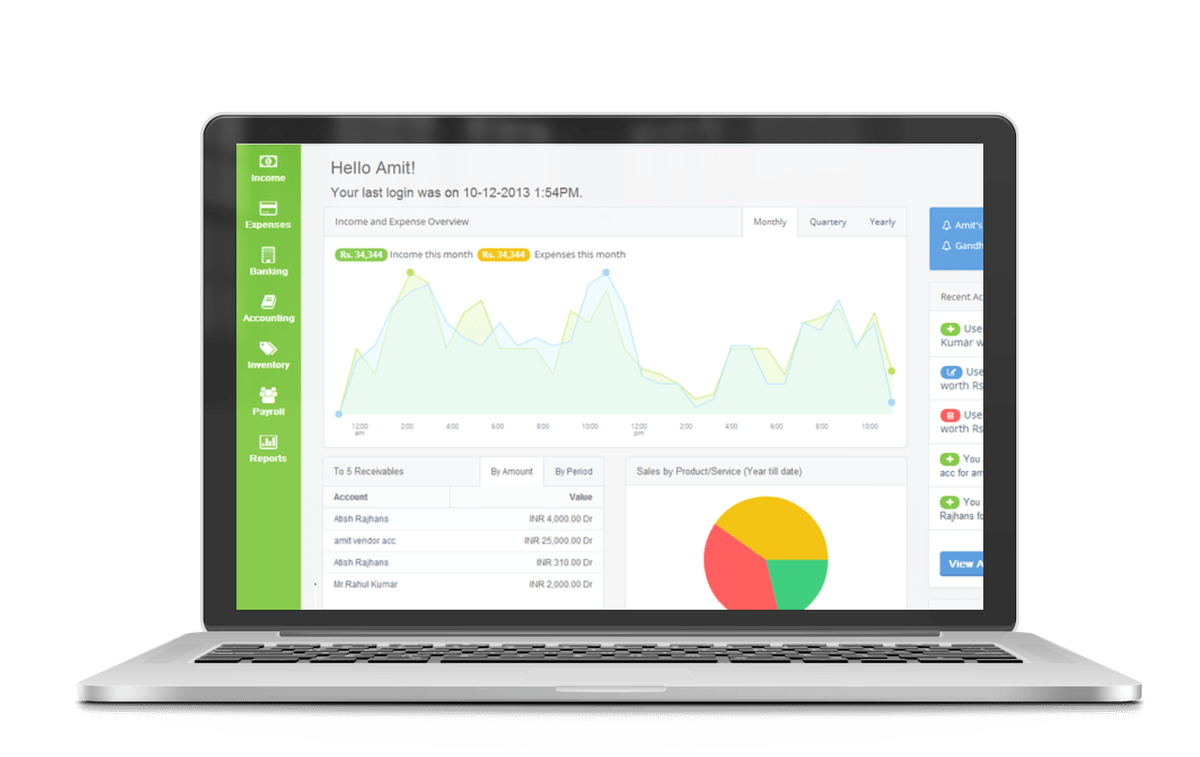 Income
Expenses
Banking
Accounting
Inventory
Payroll
Reports
Hello Amit!
Your last login was on 10-12-2013 1:54PM.
Income and Expense Overview
Monthly Quartery Yearly
Rs. 34,344 Income this month Rs. 34,344 Expenses this month
12:00 am 2:00 4:00 6:00 8:00 10:00 12:00 pm 2:00 4:00 6:00 8:00 10:00
To 5 Receivables By Amount By Period
Account Value
Atish Rajhans INR 4,000.00 Dr
amit vendor acc INR 25,000.00 Dr
Atish Rajhans INR 310.00 Dr
Mr.Rahul Kumar INR 2,000.00 Dr
Sales by Product/Service (Year till date)
Amit's
Gandh
Recent Ac
Use
Kumar w
Use
worth Rs
Use
worth Rs
You
acc for am
You
Rajhans fo
View A